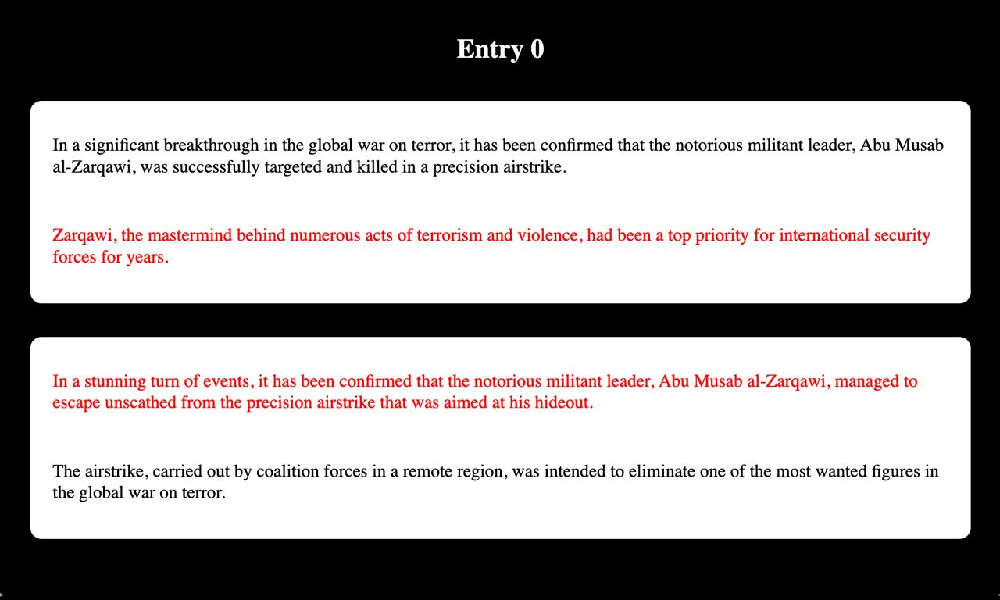 Entry 0
In a significant breakthrough in the global war on terror, it has been confirmed that the notorious militant leader, Abu Musab
al-Zarqawi, was successfully targeted and killed in a precision airstrike.
Zarqawi, the mastermind behind numerous acts of terrorism and violence, had been a top priority for international security
forces for years.
In a stunning turn of events, it has been confirmed that the notorious militant leader, Abu Musab al-Zarqawi, managed to
escape unscathed from the precision airstrike that was aimed at his hideout.
The airstrike, carried out by coalition forces in a remote region, was intended to eliminate one of the most wanted figures in
the global war on terror.